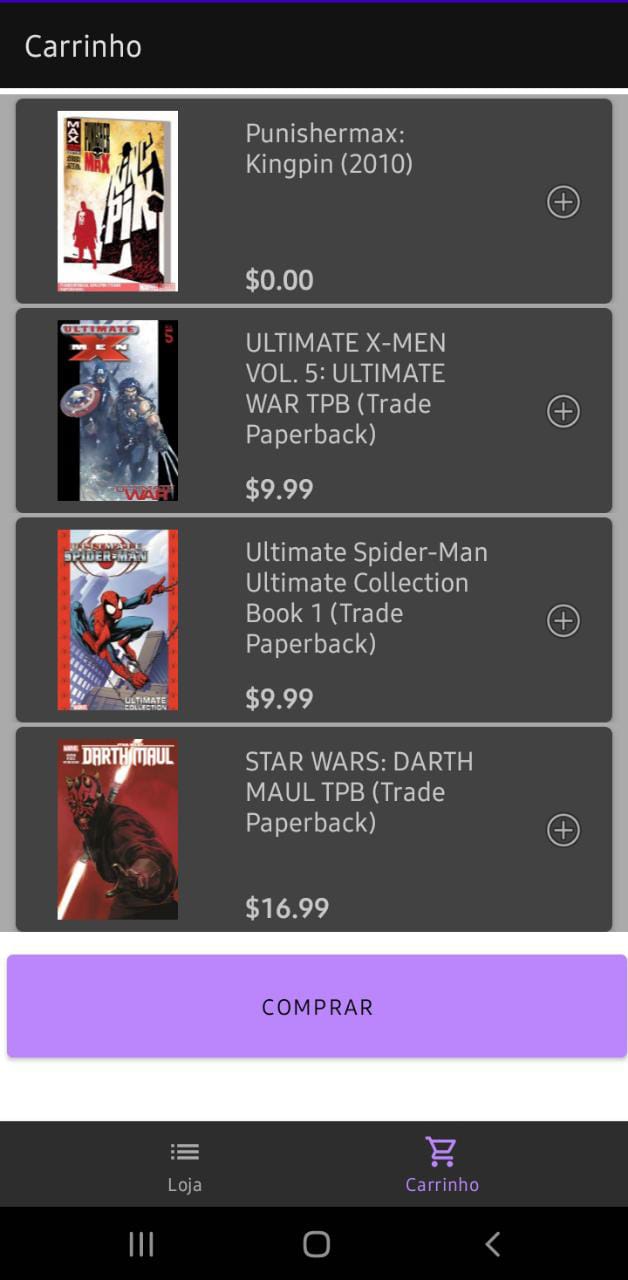 Carrinho
MAX
PUNISHER
MAX
KINGPIN
Punishermax:
Kingpin (2010)
$0.00
ULTIMATE
X
MEN
5
ULTIMATE
WAR
ULTIMATE X-MEN
VOL. 5: ULTIMATE
WAR TPB (Trade
Paperback)
$9.99
ULTIMATE
SPIDER-MAN
ULTIMATE
COLLECTION
Ultimate Spider-Man
Ultimate Collection
Book 1 (Trade
Paperback)
$9.99
STAR WARS
DARTH MAUL
STAR WARS: DARTH
MAUL TPB (Trade
Paperback)
$16.99
COMPRAR
Loja
Carrinho